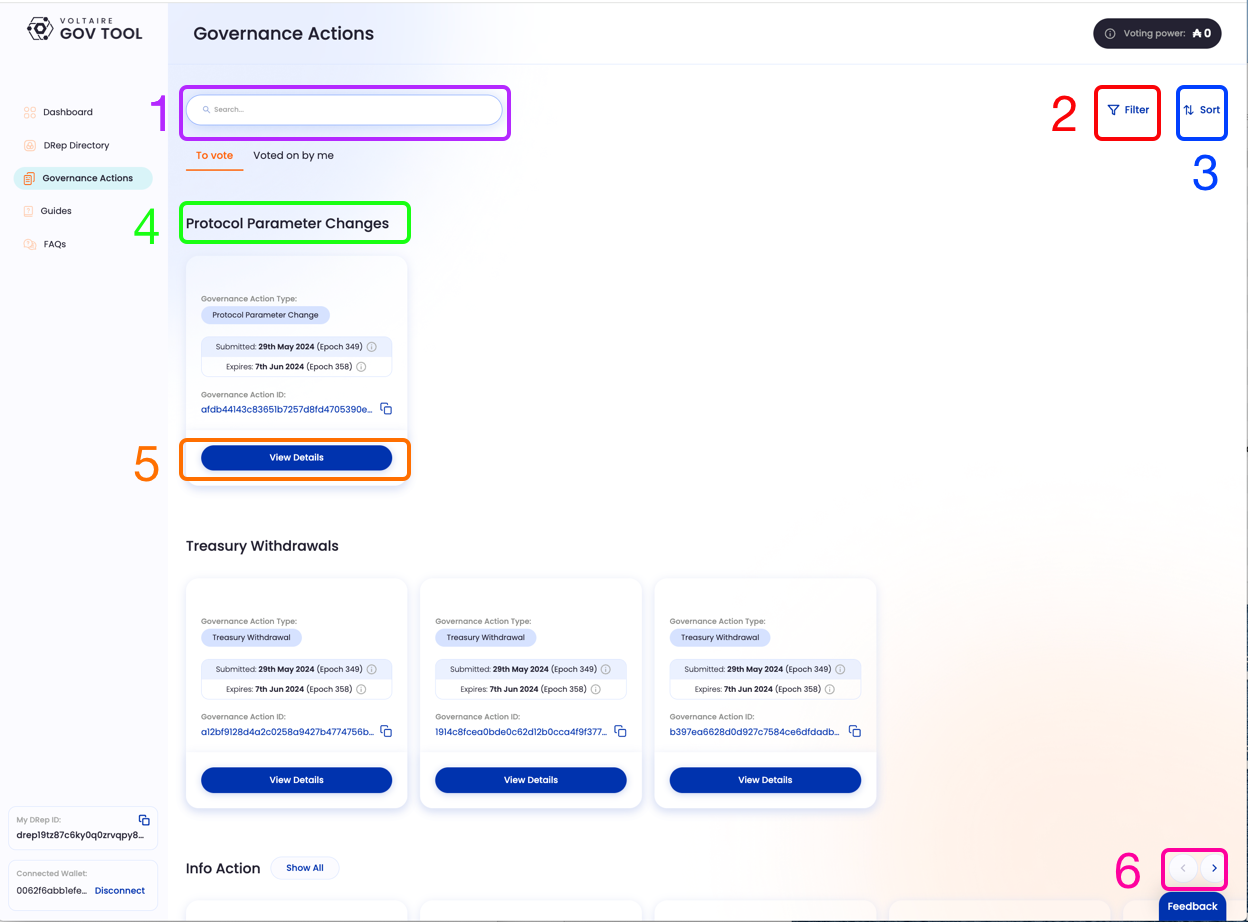 VOLTAIRE
GOV TOOL
Governance Actions
Voting power: ₳ 0
Dashboard
DRep Directory
Governance Actions
Guides
FAQs
1
Search...
2
Filter
Sort
3
To vote
Voted on by me
4
Protocol Parameter Changes
Governance Action Type:
Protocol Parameter Change
Submitted: 29th May 2024 (Epoch 349)
Expires: 7th Jun 2024 (Epoch 358)
Governance Action ID:
afdb44143c83651b7257d8fd4705390e...
5
View Details
Treasury Withdrawals
Governance Action Type:
Treasury Withdrawal
Submitted: 29th May 2024 (Epoch 349)
Expires: 7th Jun 2024 (Epoch 358)
Governance Action ID:
a12bf9128d4a2c0258a9427b4774756b...
View Details
Governance Action Type:
Treasury Withdrawal
Submitted: 29th May 2024 (Epoch 349)
Expires: 7th Jun 2024 (Epoch 358)
Governance Action ID:
1914c8fcea0bde0c62d12b0cca4f9f377...
View Details
Governance Action Type:
Treasury Withdrawal
Submitted: 29th May 2024 (Epoch 349)
Expires: 7th Jun 2024 (Epoch 358)
Governance Action ID:
b397ea6628d0d927c7584ce6dfdadb...
View Details
My DRep ID:
drep19tz87c6ky0q0zrvqpy8...
Connected Wallet:
0062f6abb1efe... Disconnect
Info Action
Show All
6
Feedback